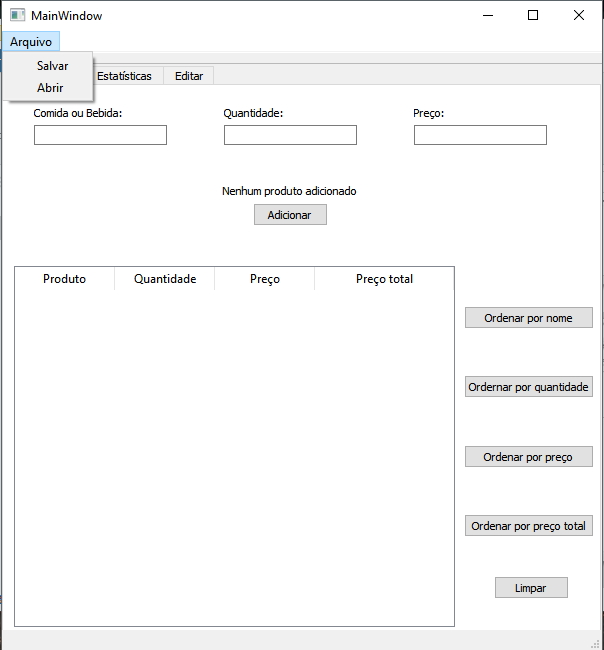 MainWindow
Arquivo
Salvar
Abrir
Estatísticas Editar
Comida ou Bebida: Quantidade: Preço:
Nenhum produto adicionado
Adicionar
Produto Quantidade Preço Preço total
Ordenar por nome
Ordernar por quantidade
Ordenar por preço
Ordenar por preço total
Limpar